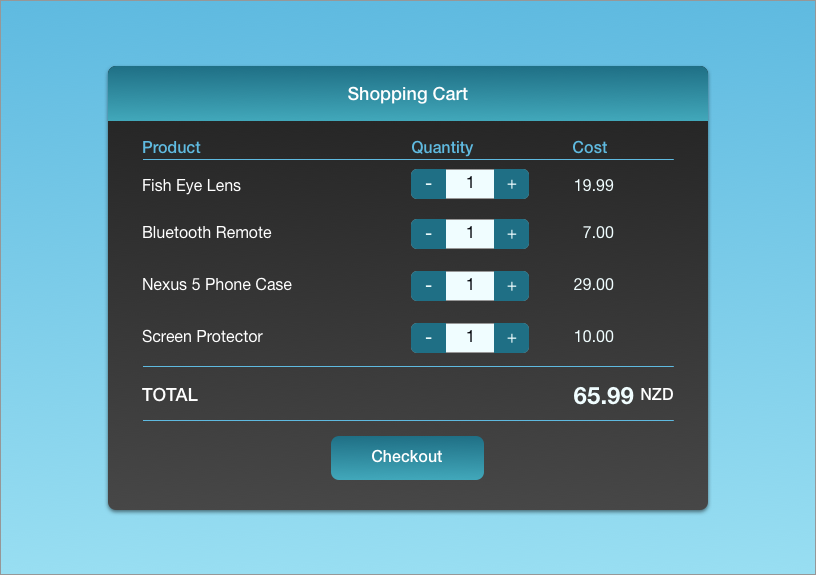 Shopping Cart
Product Quantity Cost
Fish Eye Lens - 1 + 19.99
Bluetooth Remote - 1 + 7.00
Nexus 5 Phone Case - 1 + 29.00
Screen Protector - 1 + 10.00
TOTAL 65.99 NZD
Checkout